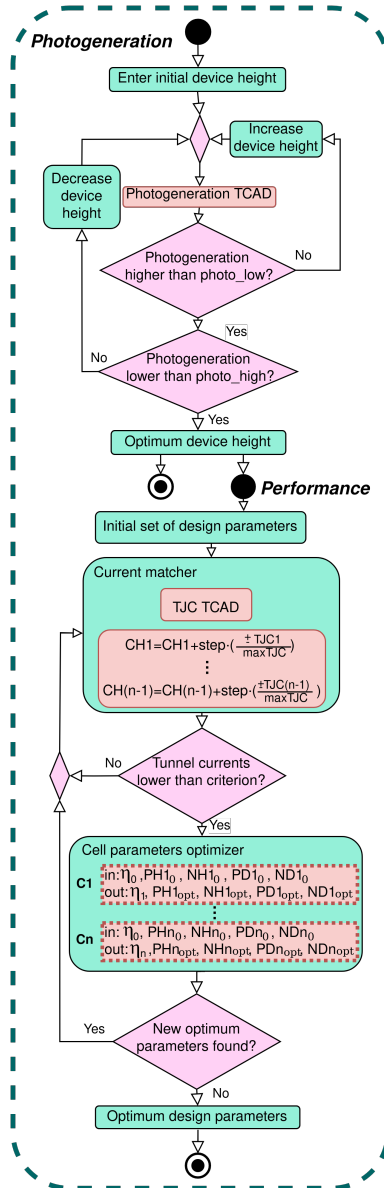 Photogeneration
Enter initial device height
Increase
device height
Decrease
device
height
Photogeneration TCAD
Photogeneration
higher than photo_low?
No
Yes
Photogeneration
lower than photo_high?
No
Yes
Optimum device height
Performance
Initial set of design parameters
Current matcher
TJC TCAD
CH1=CH1+step·(± TJC1/maxTJC)
⋮
CH(n-1)=CH(n-1)+step·(±TJC(n-1)/maxTJC )
Tunnel currents
lower than criterion?
No
Yes
Cell parameters optimizer
C1
in:η₀ ,PH1₀ , NH1₀ , PD1₀ , ND1₀
out:η₁, PH1opt, NH1opt, PD1opt, ND1opt
⋮
Cn
in: η₀, PHn₀, NHn₀, PDn₀, NDn₀
out:ηn,PHnopt, NHnopt, PDnopt, NDnopt
New optimum
parameters found?
Yes
No
Optimum design parameters